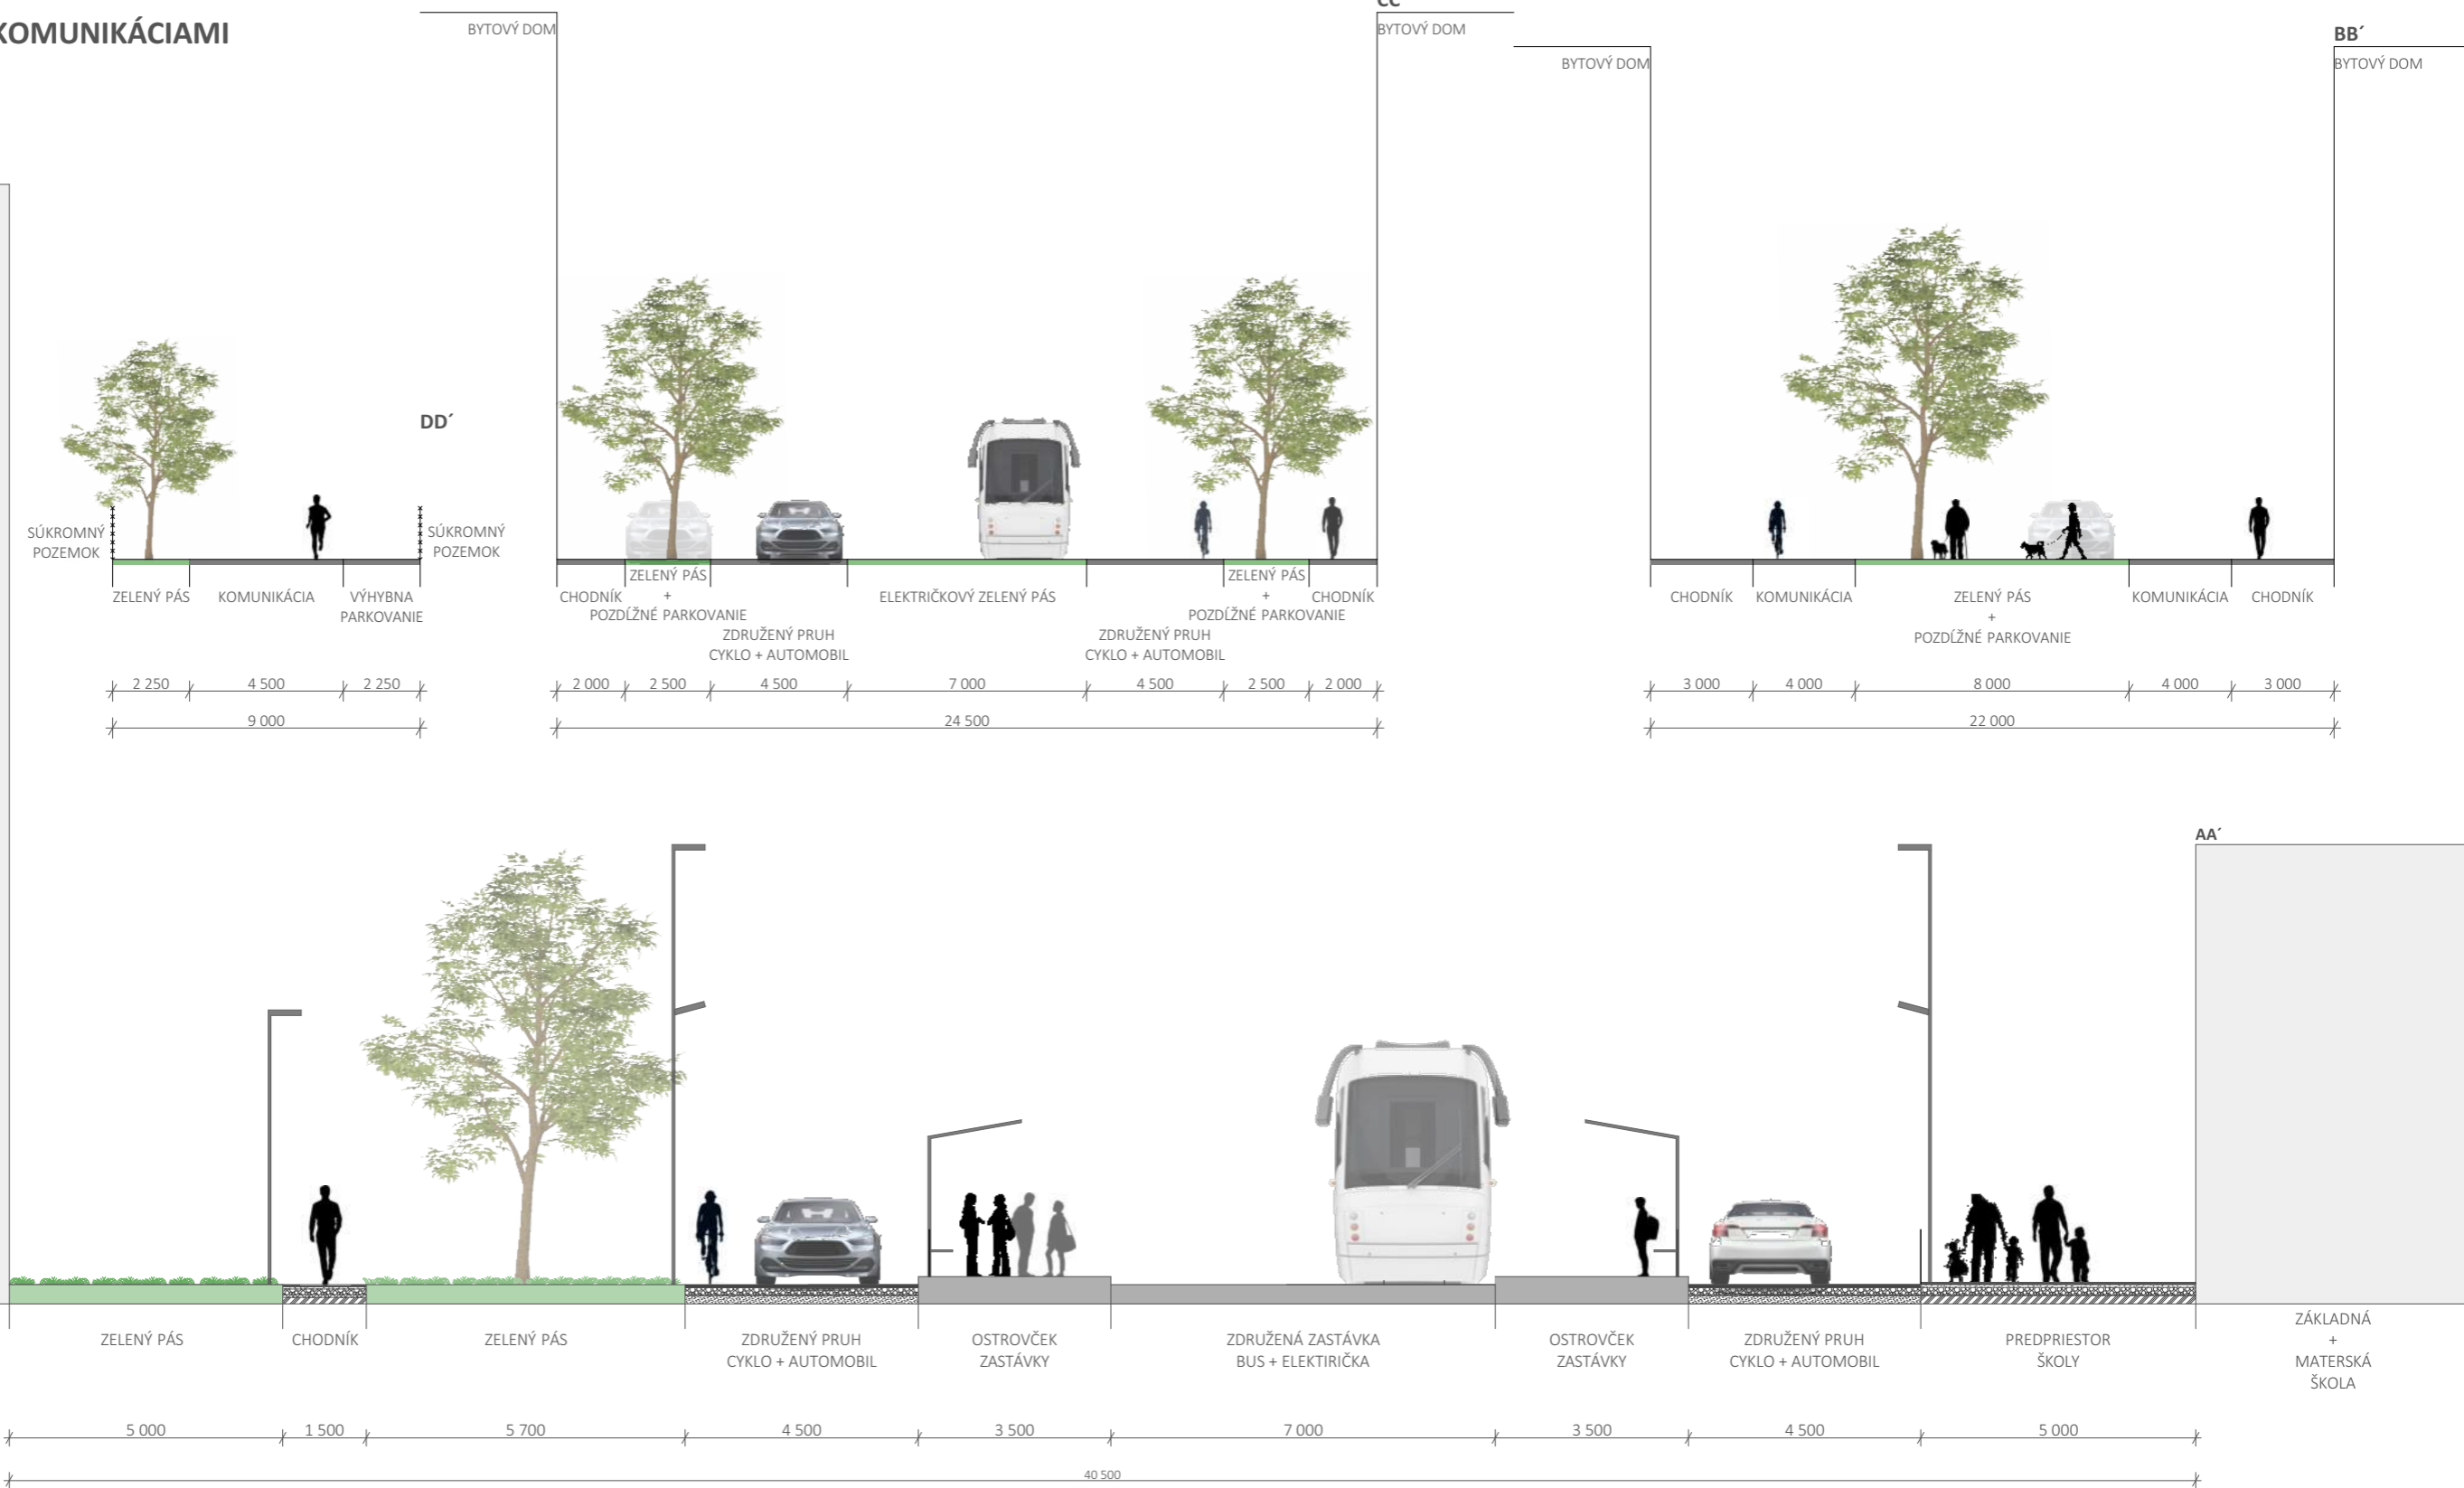 KOMUNIKÁCIAMI
BYTOVÝ DOM
CC
BYTOVÝ DOM
BYTOVÝ DOM
BB´
BYTOVÝ DOM
DD´
SÚKROMNÝ
POZEMOK
SÚKROMNÝ
POZEMOK
ZELENÝ PÁS
KOMUNIKÁCIA
VÝHYBNA
PARKOVANIE
2 250
4 500
2 250
9 000
CHODNÍK
ZELENÝ PÁS
+
POZDĹŽNÉ PARKOVANIE
ZDRUŽENÝ PRUH
CYKLO + AUTOMOBIL
ELEKTRIČKOVÝ ZELENÝ PÁS
ZDRUŽENÝ PRUH
CYKLO + AUTOMOBIL
ZELENÝ PÁS
+
POZDĹŽNÉ PARKOVANIE
CHODNÍK
2 000
2 500
4 500
7 000
4 500
2 500
2 000
24 500
CHODNÍK
KOMUNIKÁCIA
ZELENÝ PÁS
+
POZDĹŽNÉ PARKOVANIE
KOMUNIKÁCIA
CHODNÍK
3 000
4 000
8 000
4 000
3 000
22 000
AA´
ZELENÝ PÁS
CHODNÍK
ZELENÝ PÁS
ZDRUŽENÝ PRUH
CYKLO + AUTOMOBIL
OSTROVČEK
ZASTÁVKY
ZDRUŽENÁ ZASTÁVKA
BUS + ELEKTIRIČKA
OSTROVČEK
ZASTÁVKY
ZDRUŽENÝ PRUH
CYKLO + AUTOMOBIL
PREDPRIESTOR
ŠKOLY
ZÁKLADNÁ
+
MATERSKÁ
ŠKOLA
5 000
1 500
5 700
4 500
3 500
7 000
3 500
4 500
5 000
40 500